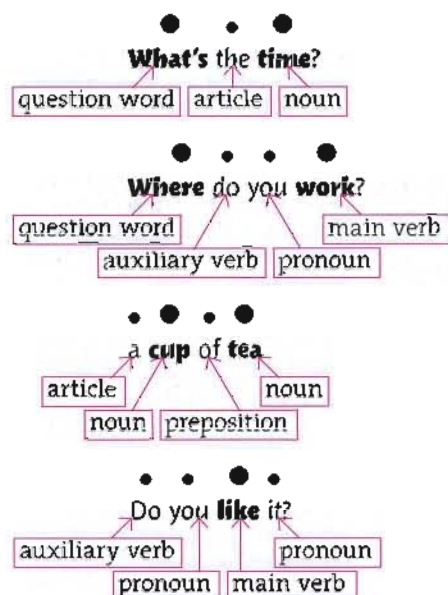 What's the time?
question word article noun
Where do you work?
question word main verb
auxiliary verb pronoun
a cup of tea
article noun
noun preposition
Do you like it?
auxiliary verb pronoun
pronoun main verb